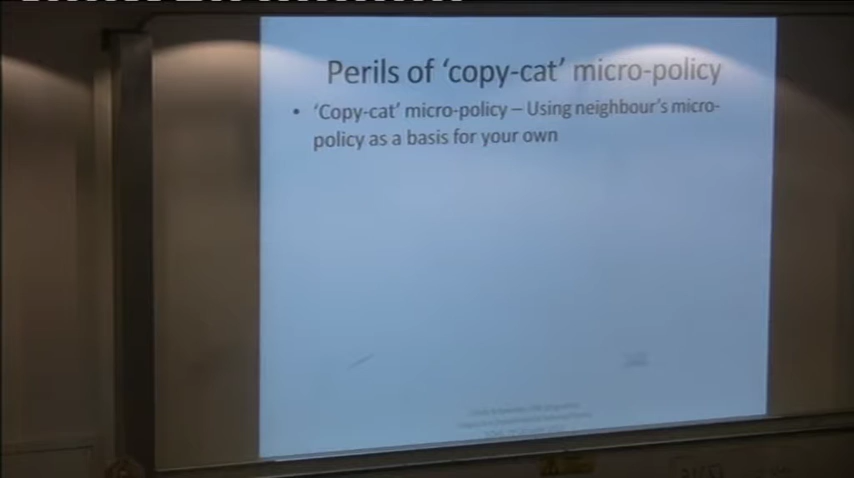 Perils of ‘copy-cat’ micro-policy
• ‘Copy-cat’ micro-policy – Using neighbour’s micro-
policy as a basis for your own